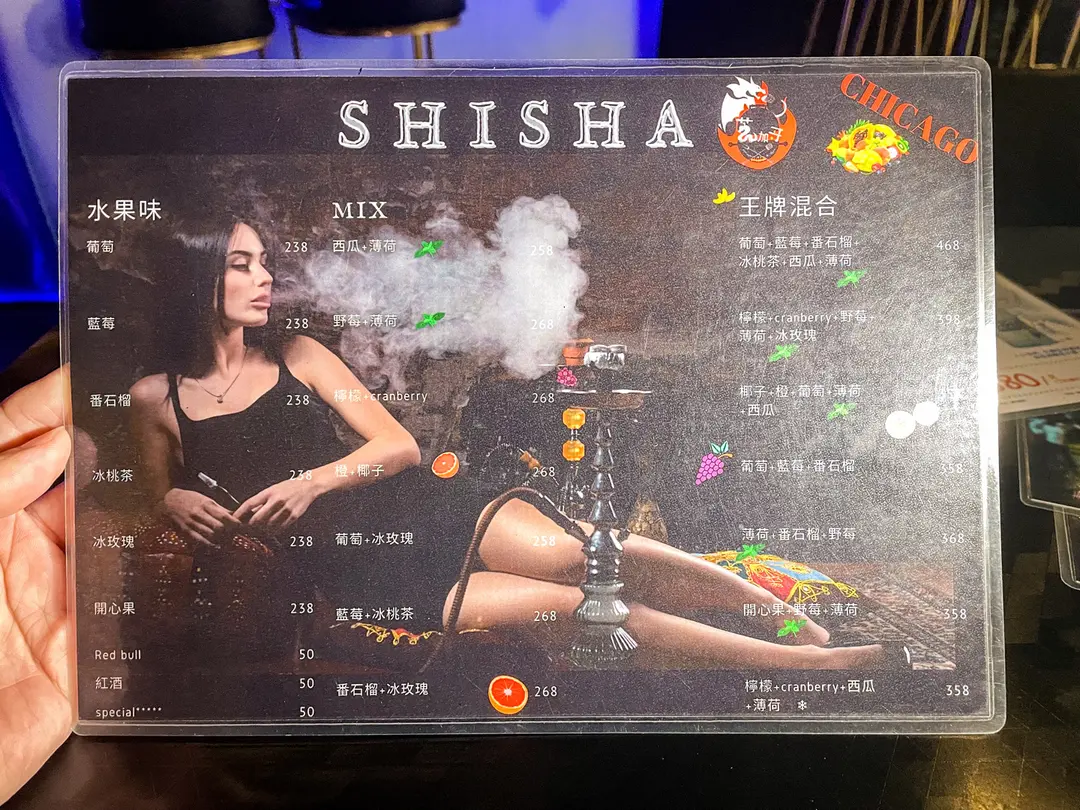 SHISHA
芝加哥
CHICAGO
水果味
葡萄 238
藍莓 238
番石榴 238
冰桃茶 238
冰玫瑰 238
開心果 238
Red bull 50
紅酒 50
special***** 50
MIX
西瓜+薄荷 258
野莓+薄荷 268
檸檬+cranberry 268
橙+椰子 268
葡萄+冰玫瑰 258
藍莓+冰桃茶 268
番石榴+冰玫瑰 268
王牌混合
葡萄+藍莓+番石榴+ 468
冰桃茶+西瓜+薄荷
檸檬+cranberry+野莓+ 398
薄荷+冰玫瑰
椰子+橙+葡萄+薄荷
+西瓜
葡萄+藍莓+番石榴 358
薄荷+番石榴+野莓 368
開心果+野莓+薄荷 358
檸檬+cranberry+西瓜 358
+薄荷